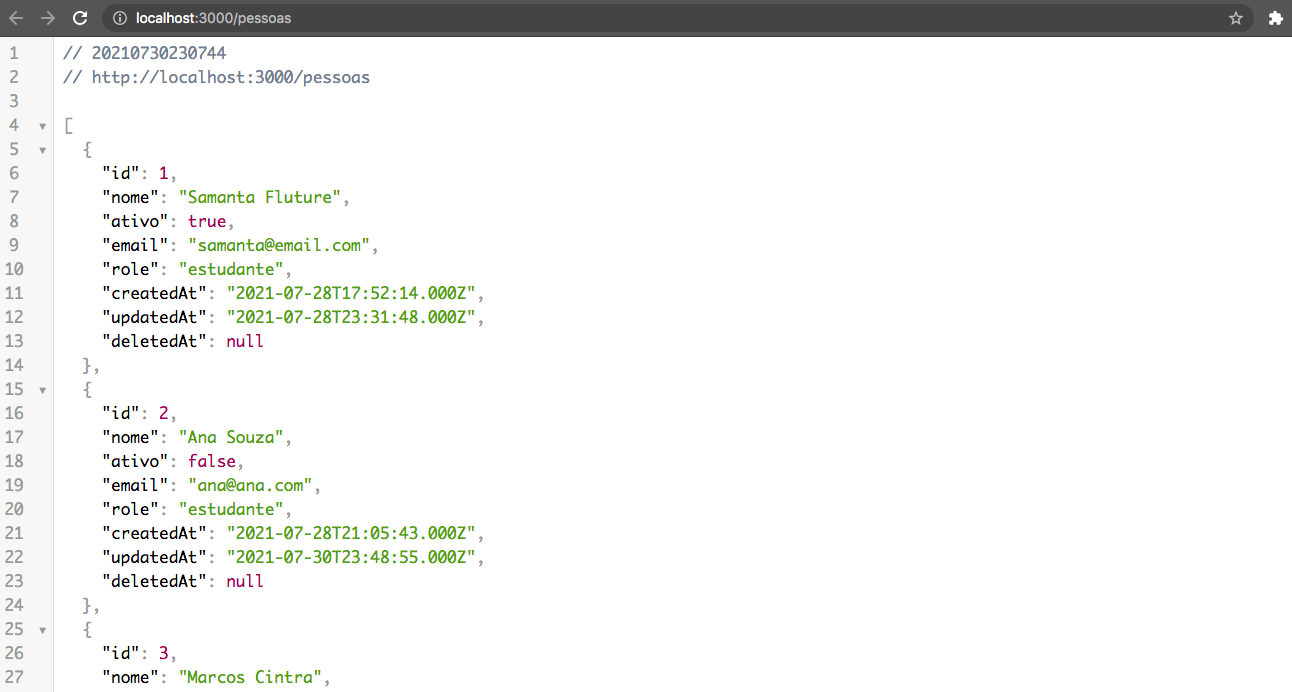 localhost:3000/pessoas
1 // 20210730230744
2 // http://localhost:3000/pessoas
3
4 [
5 {
6 "id": 1,
7 "nome": "Samanta Fluture",
8 "ativo": true,
9 "email": "samanta@email.com",
10 "role": "estudante",
11 "createdAt": "2021-07-28T17:52:14.000Z",
12 "updatedAt": "2021-07-28T23:31:48.000Z",
13 "deletedAt": null
14 },
15 {
16 "id": 2,
17 "nome": "Ana Souza",
18 "ativo": false,
19 "email": "ana@ana.com",
20 "role": "estudante",
21 "createdAt": "2021-07-28T21:05:43.000Z",
22 "updatedAt": "2021-07-30T23:48:55.000Z",
23 "deletedAt": null
24 },
25 {
26 "id": 3,
27 "nome": "Marcos Cintra",